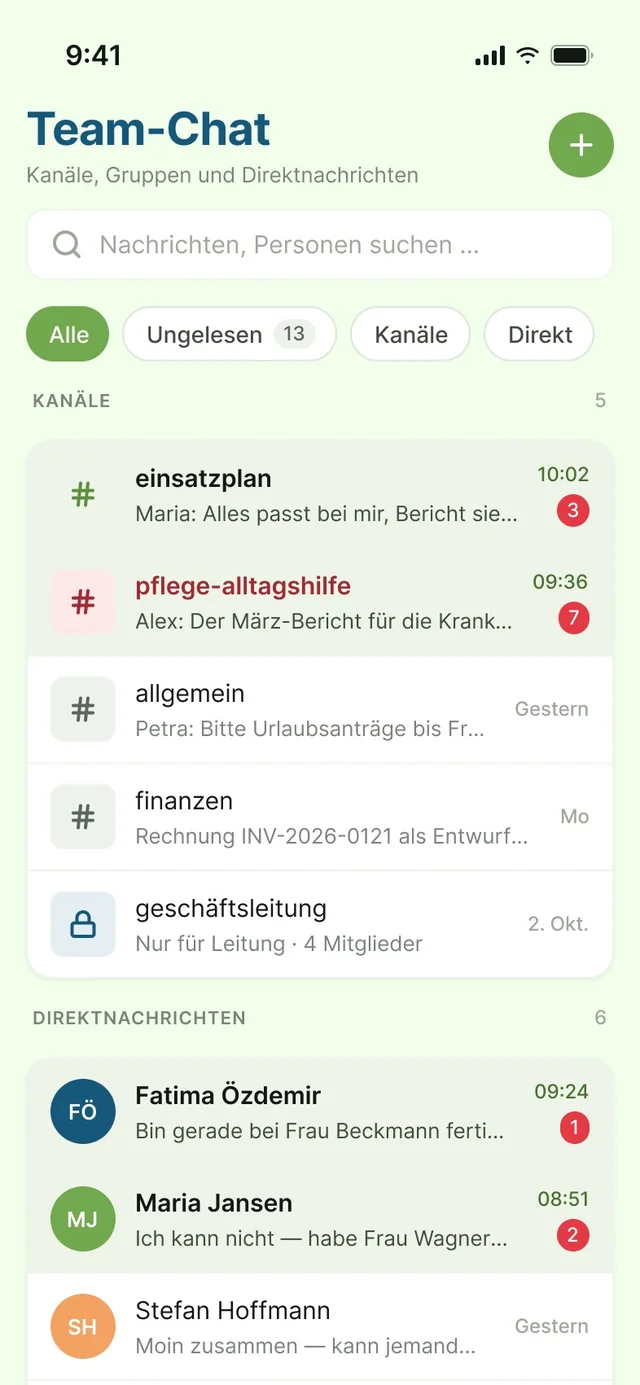 9:41
Team-Chat
Kanäle, Gruppen und Direktnachrichten
Nachrichten, Personen suchen ...
Alle
Ungelesen 13
Kanäle
Direkt
KANÄLE 5
# einsatzplan 10:02
Maria: Alles passt bei mir, Bericht sie... 3
# pflege-alltagshilfe 09:36
Alex: Der März-Bericht für die Krank... 7
# allgemein
Petra: Bitte Urlaubsanträge bis Fr... Gestern
# finanzen
Rechnung INV-2026-0121 als Entwurf... Mo
geschäftsleitung
Nur für Leitung · 4 Mitglieder 2. Okt.
DIREKTNACHRICHTEN 6
FÖ Fatima Özdemir 09:24
Bin gerade bei Frau Beckmann ferti... 1
MJ Maria Jansen 08:51
Ich kann nicht — habe Frau Wagner... 2
SH Stefan Hoffmann
Moin zusammen — kann jemand... Gestern